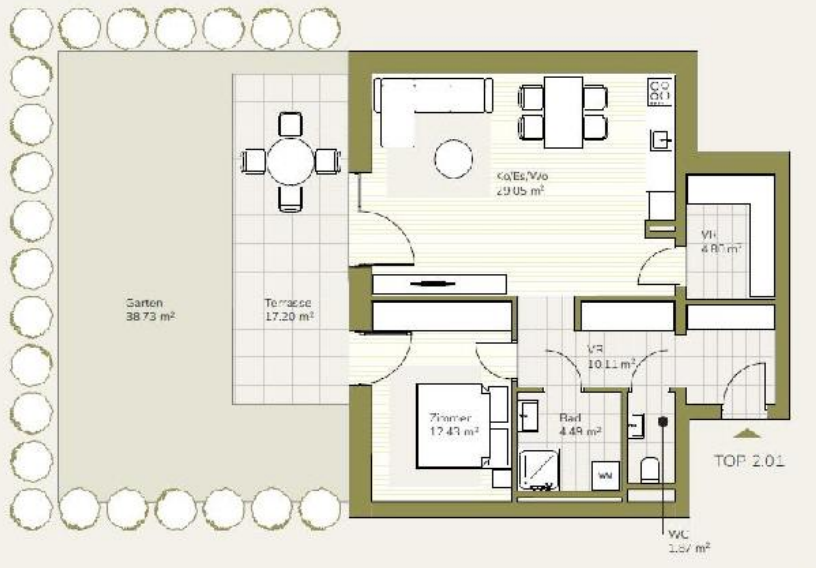 Ko/Es/Wo
29.05 m²
VR
4.80 m²
Garten
38.73 m²
Terrasse
17.20 m²
VR
10.11 m²
Zimmer
12.43 m²
Bad
4.49 m²
WM
TOP 2.01
WC
1.87 m²